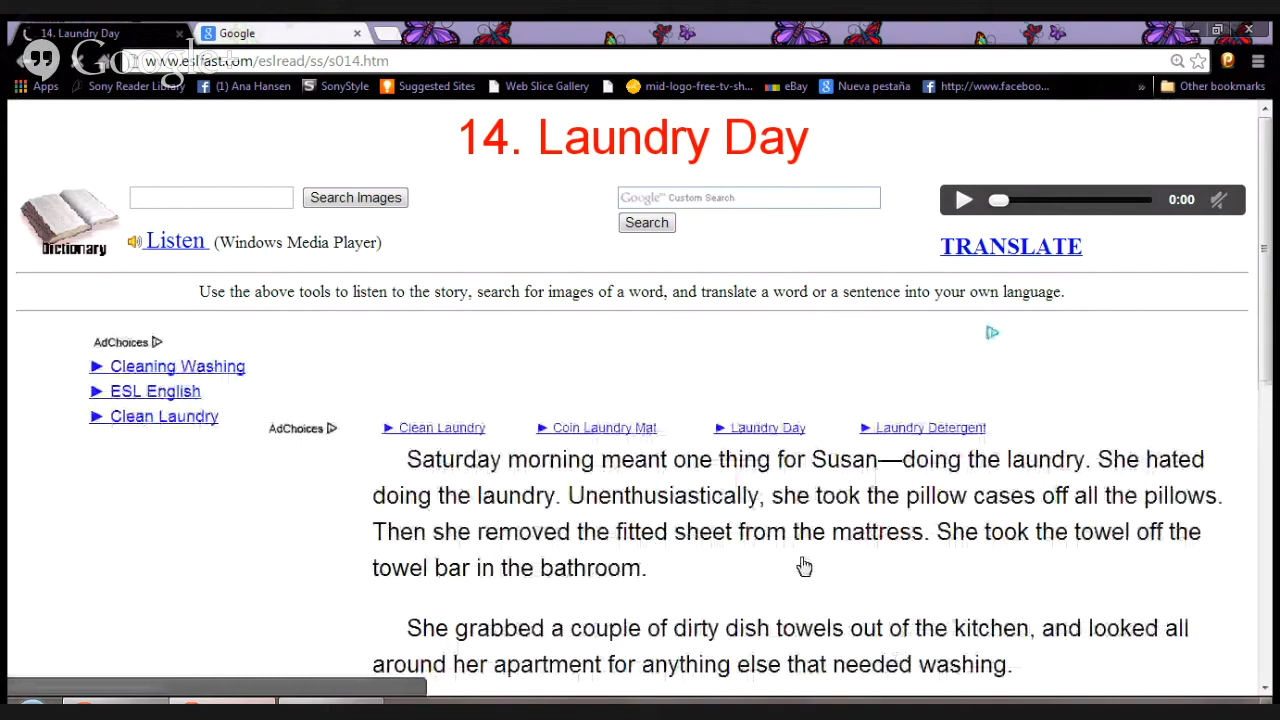 14. Laundry Day
Google
Google+
www.eslfast.com/eslread/ss/s014.htm
Apps Sony Reader Library (1) Ana Hansen SonyStyle Suggested Sites Web Slice Gallery mid-logo-free-tv-sh... eBay Nueva pestaña http://www.faceboo... » Other bookmarks
14. Laundry Day
Search Images
Google™ Custom Search
0:00
Search
Dictionary
Listen (Windows Media Player)
TRANSLATE
Use the above tools to listen to the story, search for images of a word, and translate a word or a sentence into your own language.
AdChoices
► Cleaning Washing
► ESL English
► Clean Laundry
AdChoices ► Clean Laundry ► Coin Laundry Mat ► Laundry Day ► Laundry Detergent
Saturday morning meant one thing for Susan—doing the laundry. She hated
doing the laundry. Unenthusiastically, she took the pillow cases off all the pillows.
Then she removed the fitted sheet from the mattress. She took the towel off the
towel bar in the bathroom.
She grabbed a couple of dirty dish towels out of the kitchen, and looked all
around her apartment for anything else that needed washing.